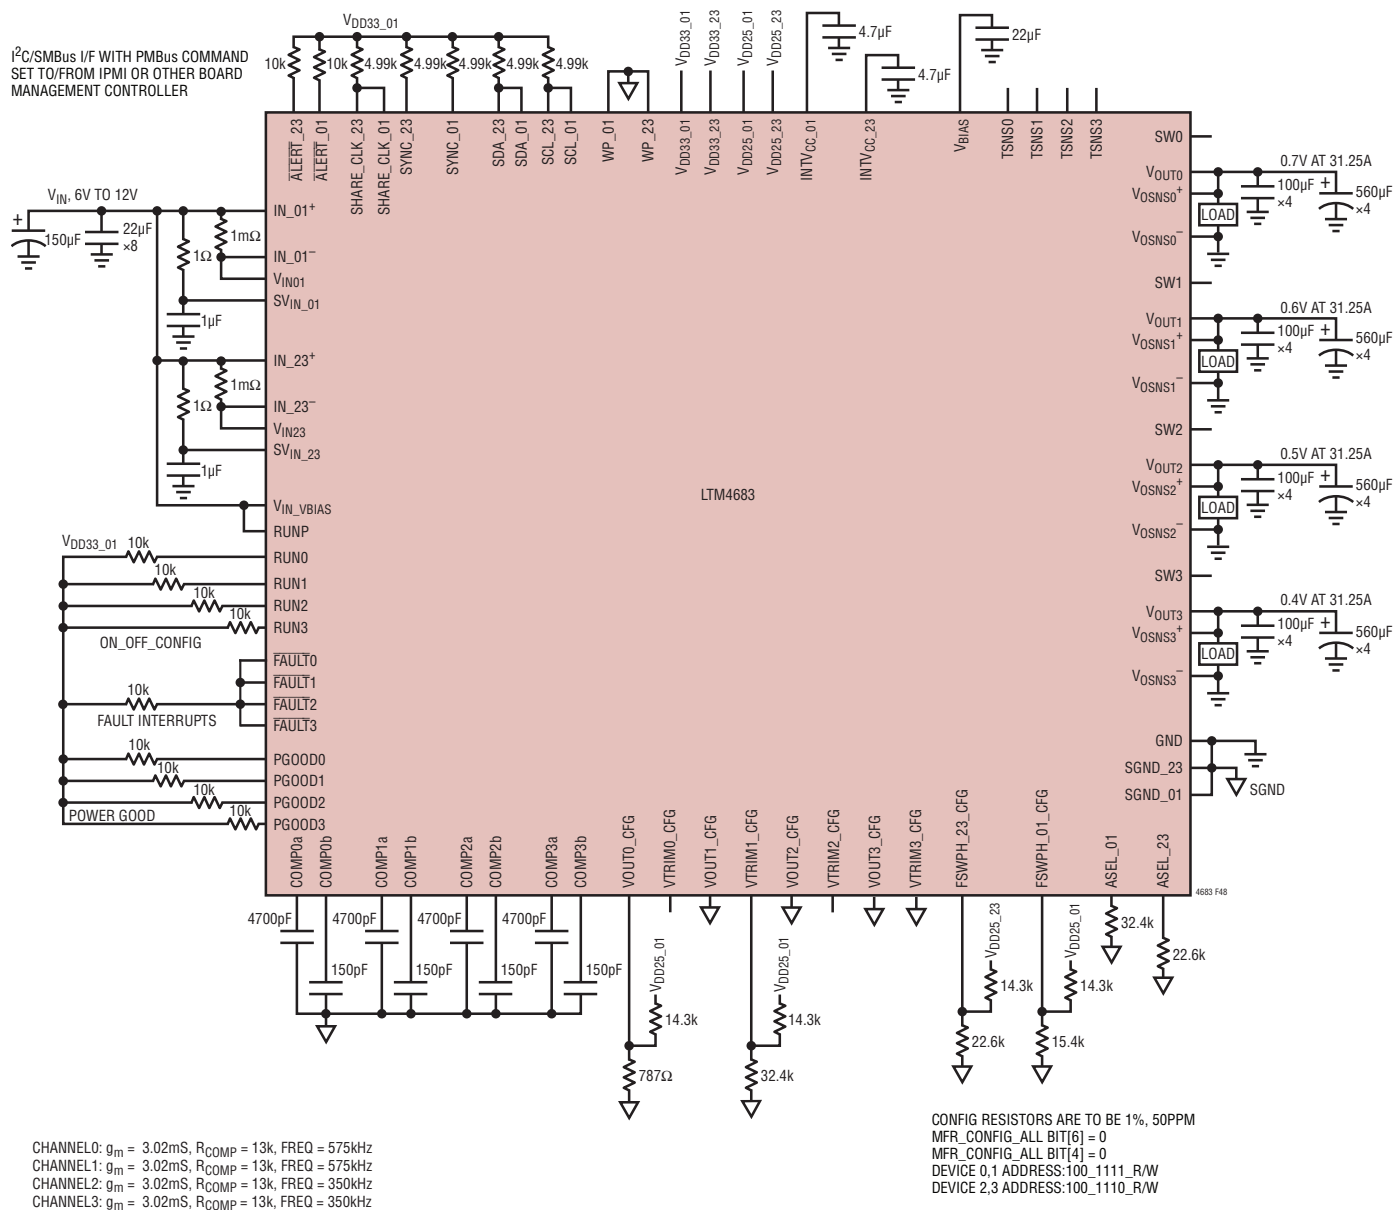 I²C/SMBus I/F WITH PMBus COMMAND
SET TO/FROM IPMI OR OTHER BOARD
MANAGEMENT CONTROLLER
VDD33_01
10k
10k
4.99k
4.99k
4.99k
4.99k
4.99k
VDD33_01
VDD33_23
VDD25_01
VDD25_23
4.7µF
4.7µF
22µF
ALERT_23
ALERT_01
SHARE_CLK_23
SHARE_CLK_01
SYNC_23
SYNC_01
SDA_23
SDA_01
SCL_23
SCL_01
WP_01
WP_23
VDD33_01
VDD33_23
VDD25_01
VDD25_23
INTVCC_01
INTVCC_23
VBIAS
TSNS0
TSNS1
TSNS2
TSNS3
VIN, 6V TO 12V
+
150µF
22µF
×8
1Ω
1mΩ
1µF
1Ω
1mΩ
1µF
IN_01+
IN_01–
VIN01
SVIN_01
IN_23+
IN_23–
VIN23
SVIN_23
VIN_VBIAS
RUNP
VDD33_01
10k
RUN0
10k
RUN1
10k
RUN2
10k
RUN3
ON_OFF_CONFIG
FAULT0
FAULT1
10k
FAULT2
FAULT INTERRUPTS
FAULT3
10k
PGOOD0
10k
PGOOD1
10k
PGOOD2
POWER GOOD
10k
PGOOD3
LTM4683
SW0
VOUT0
VOSNS0+
VOSNS0–
LOAD
0.7V AT 31.25A
100µF
×4
+
560µF
×4
SW1
VOUT1
VOSNS1+
VOSNS1–
LOAD
0.6V AT 31.25A
100µF
×4
+
560µF
×4
SW2
VOUT2
VOSNS2+
VOSNS2–
LOAD
0.5V AT 31.25A
100µF
×4
+
560µF
×4
SW3
VOUT3
VOSNS3+
VOSNS3–
LOAD
0.4V AT 31.25A
100µF
×4
+
560µF
×4
GND
SGND_23
SGND_01
SGND
COMP0a
COMP0b
COMP1a
COMP1b
COMP2a
COMP2b
COMP3a
COMP3b
VOUT0_CFG
VTRIM0_CFG
VOUT1_CFG
VTRIM1_CFG
VOUT2_CFG
VTRIM2_CFG
VOUT3_CFG
VTRIM3_CFG
FSWPH_23_CFG
FSWPH_01_CFG
ASEL_01
ASEL_23
4683 F48
4700pF
4700pF
4700pF
4700pF
150pF
150pF
150pF
150pF
VDD25_01
14.3k
787Ω
VDD25_01
14.3k
32.4k
VDD25_23
14.3k
22.6k
VDD25_01
14.3k
15.4k
32.4k
22.6k
CHANNEL0: gm = 3.02mS, RCOMP = 13k, FREQ = 575kHz
CHANNEL1: gm = 3.02mS, RCOMP = 13k, FREQ = 575kHz
CHANNEL2: gm = 3.02mS, RCOMP = 13k, FREQ = 350kHz
CHANNEL3: gm = 3.02mS, RCOMP = 13k, FREQ = 350kHz
CONFIG RESISTORS ARE TO BE 1%, 50PPM
MFR_CONFIG_ALL BIT[6] = 0
MFR_CONFIG_ALL BIT[4] = 0
DEVICE 0,1 ADDRESS:100_1111_R/W
DEVICE 2,3 ADDRESS:100_1110_R/W